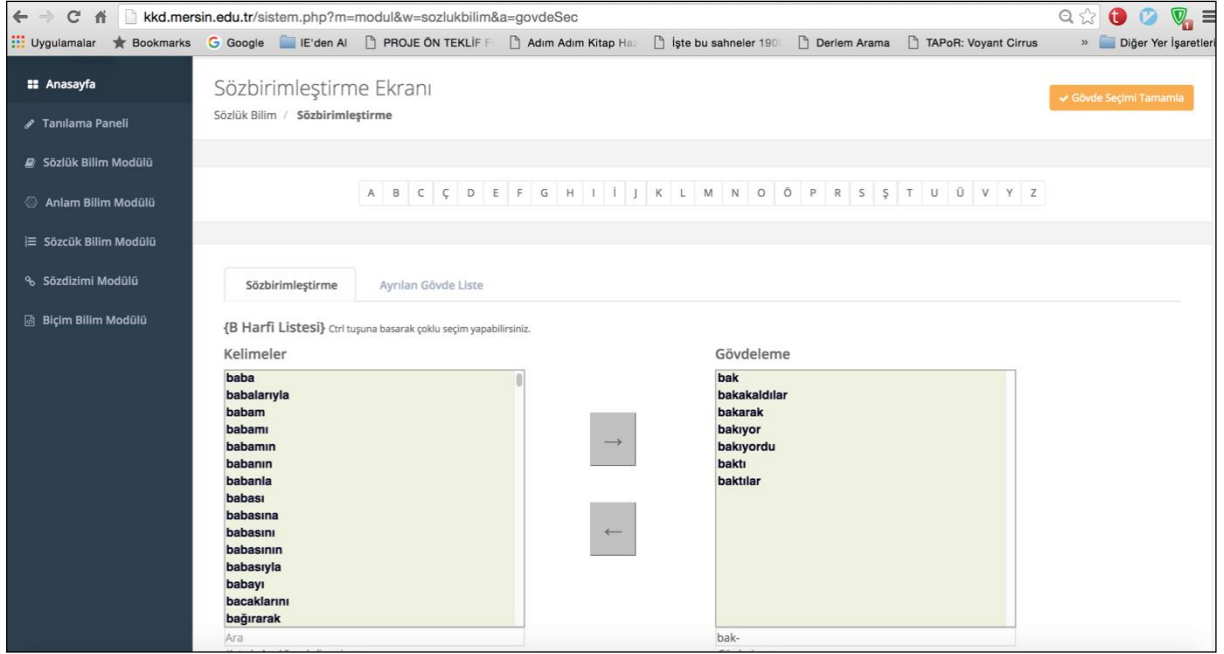 kkd.mersin.edu.tr/sistem.php?m=modul&w=sozlukbilim&a=govdeSec
Uygulamalar Bookmarks Google IE'den Al PROJE ÖN TEKLİF Adım Adım Kitap İşte bu sahneler 190 Derlem Arama TAPoR: Voyant Cirrus » Diğer Yer İşaretleri
Anasayfa
Tanılama Paneli
Sözlük Bilim Modülü
Anlam Bilim Modülü
Sözcük Bilim Modülü
Sözdizimi Modülü
Biçim Bilim Modülü
Sözbirimleştirme Ekranı
Gövde Seçimi Tamamla
Sözlük Bilim / Sözbirimleştirme
A B C Ç D E F G H I İ J K L M N O Ö P R S Ş T U Ü V Y Z
Sözbirimleştirme Ayrılan Gövde Liste
{B Harfi Listesi} Ctrl tuşuna basarak çoklu seçim yapabilirsiniz.
Kelimeler
baba
babalarıyla
babam
babamı
babamın
babanın
babanla
babası
babasına
babasını
babasının
babasıyla
babayı
bacaklarını
bağırarak
Ara
→
←
Gövdeleme
bak
bakakaldılar
bakarak
bakıyor
bakıyordu
baktı
baktılar
bak-